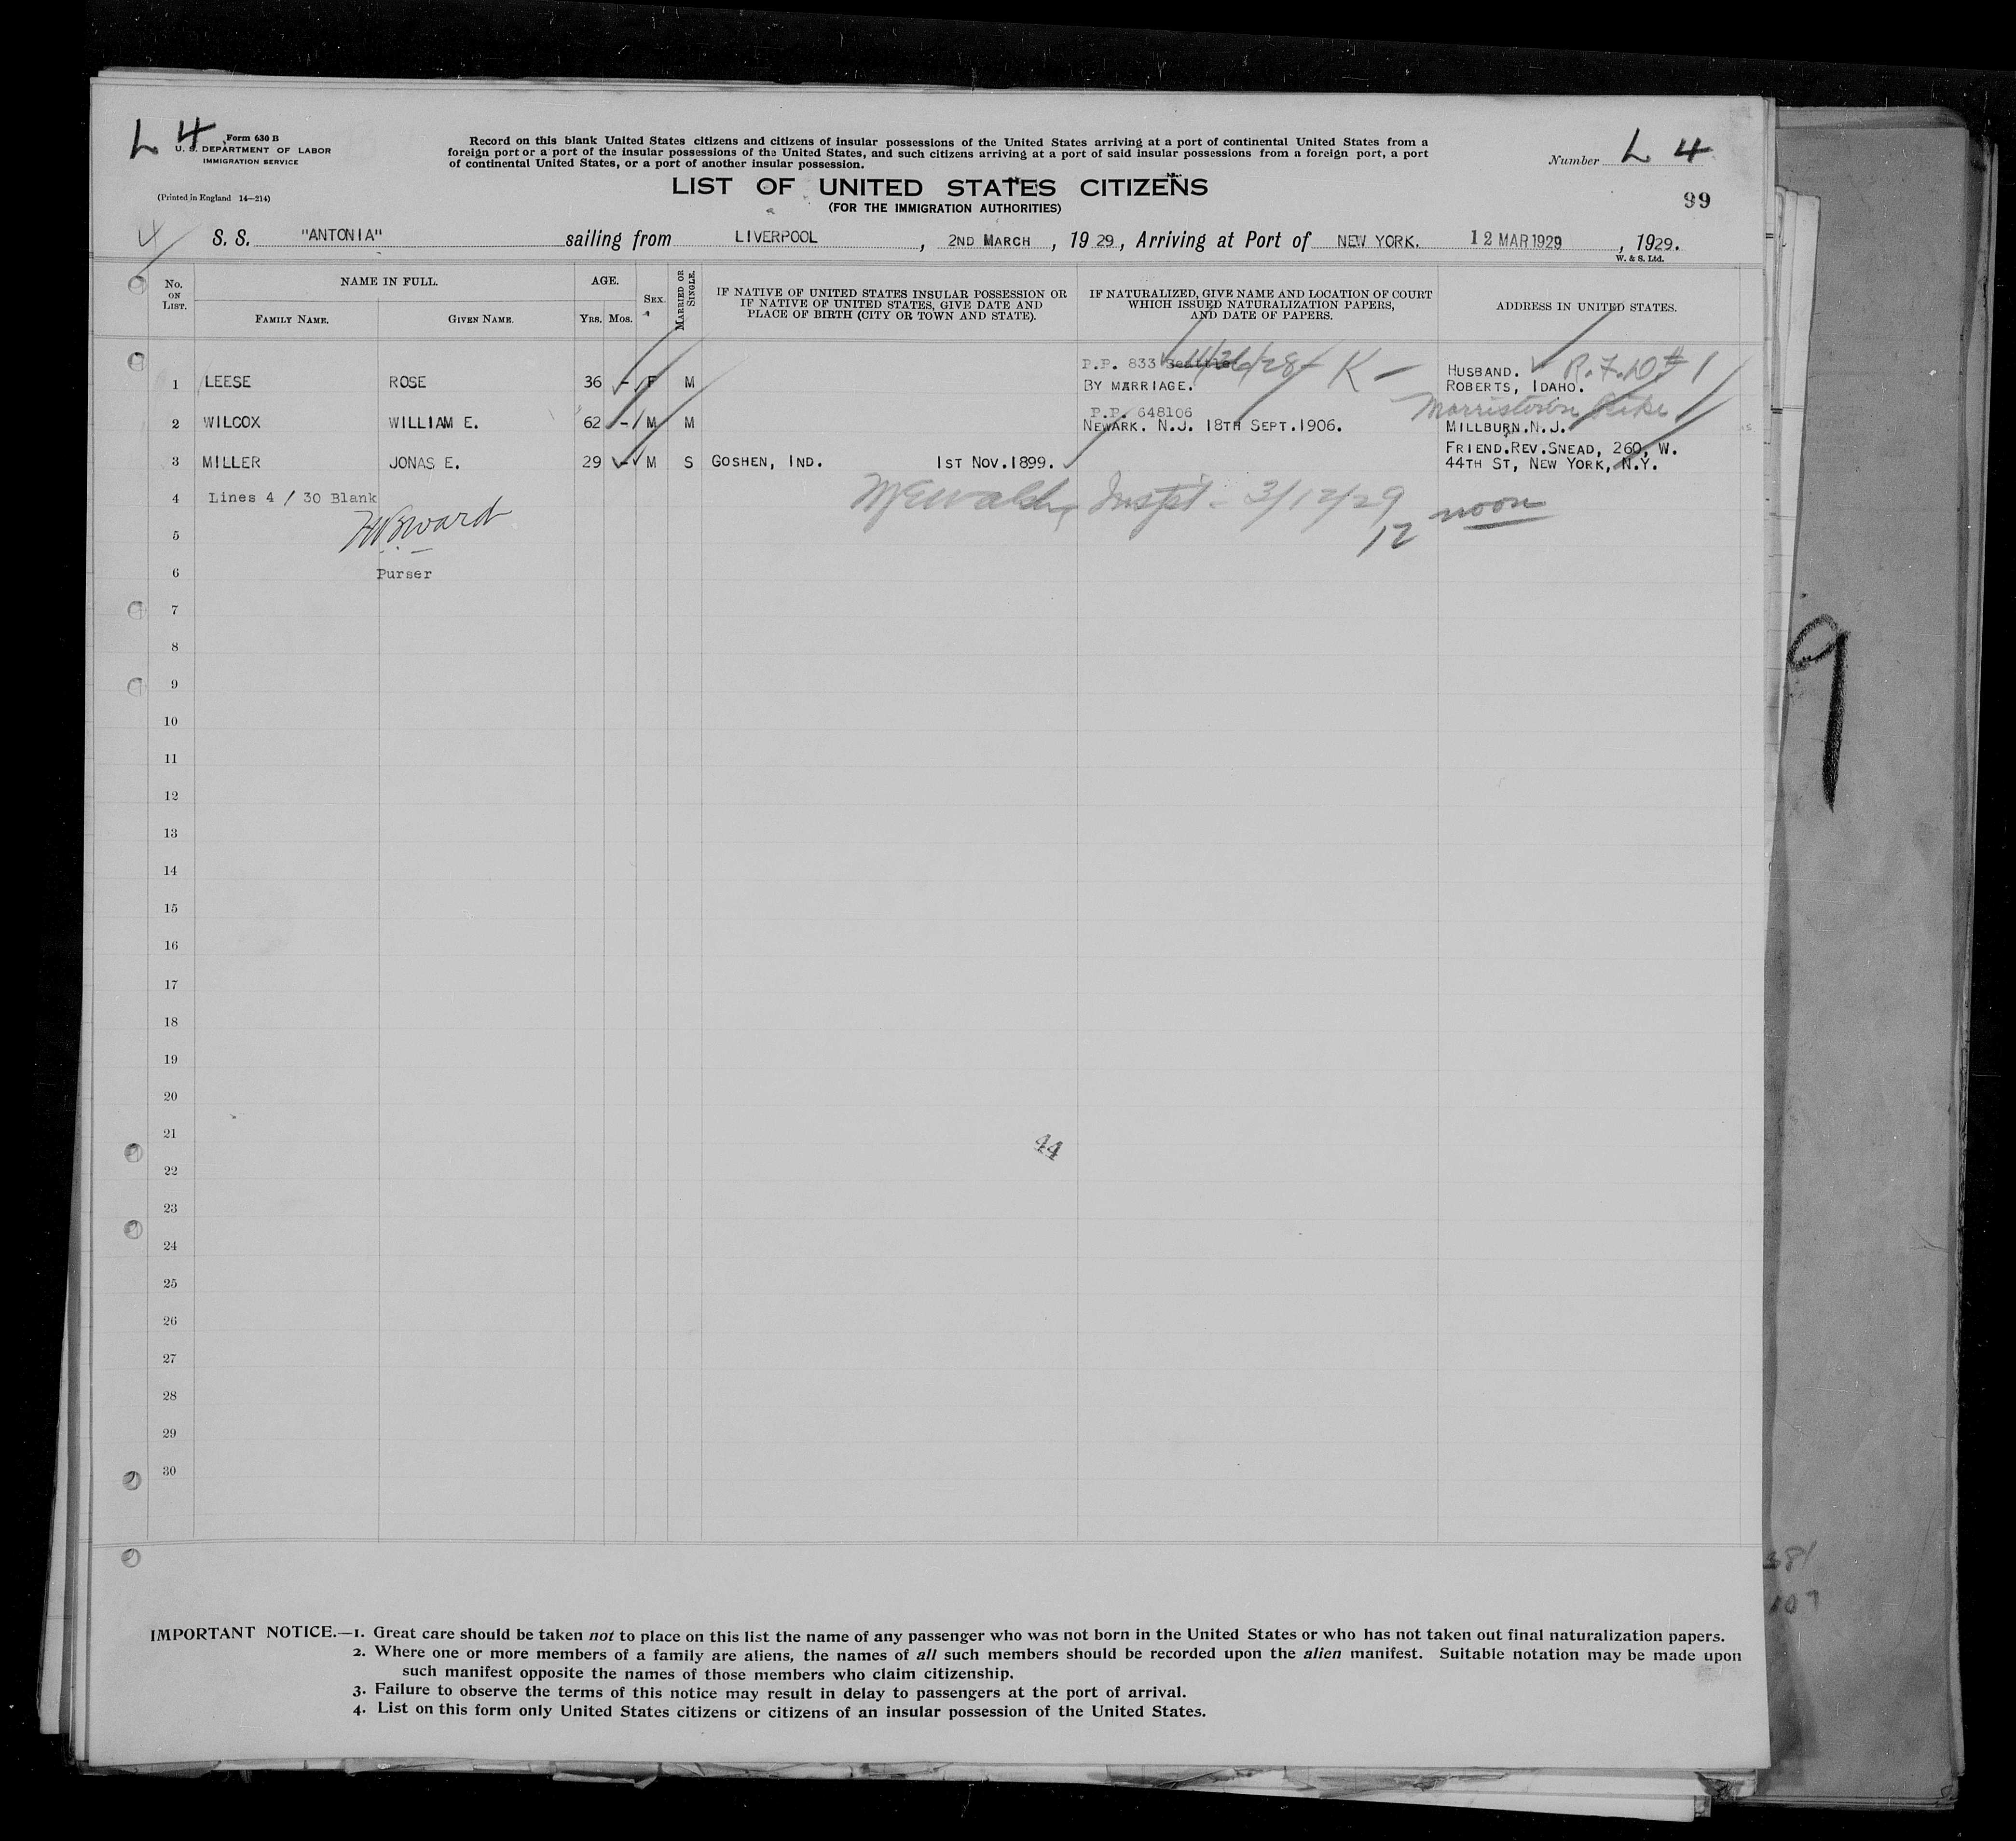 L 4
Form 630 B
U. S. DEPARTMENT OF LABOR
IMMIGRATION SERVICE
(Printed in England 14—214)
Record on this blank United States citizens and citizens of insular possessions of the United States arriving at a port of continental United States from a
foreign port or a port of the insular possessions of the United States, and such citizens arriving at a port of said insular possessions from a foreign port, a port
of continental United States, or a port of another insular possession.
Number L 4
LIST OF UNITED STATES CITIZENS
(FOR THE IMMIGRATION AUTHORITIES)
99
4
S. S. "ANTONIA" sailing from LIVERPOOL, 2ND MARCH, 1929, Arriving at Port of NEW YORK. 12 MAR 1929, 1929.
W. & S. Ltd.
No. ON LIST.
NAME IN FULL.
FAMILY NAME. GIVEN NAME.
AGE.
YRS. MOS.
SEX.
MARRIED OR SINGLE.
IF NATIVE OF UNITED STATES INSULAR POSSESSION OR
IF NATIVE OF UNITED STATES, GIVE DATE AND
PLACE OF BIRTH (CITY OR TOWN AND STATE).
IF NATURALIZED, GIVE NAME AND LOCATION OF COURT
WHICH ISSUED NATURALIZATION PAPERS,
AND DATE OF PAPERS.
ADDRESS IN UNITED STATES.
P.P. 833 Seattle 11/26/28 K —
1 LEESE ROSE 36 - F M BY MARRIAGE. HUSBAND. R.F.D # 1
ROBERTS, IDAHO.
P.P. 648106 Morristown Pike
2 WILCOX WILLIAM E. 62 - M M NEWARK. N.J. 18TH SEPT.1906. MILLBURN.N.J.
3 MILLER JONAS E. 29 - M S GOSHEN, IND. 1ST NOV.1899. FRIEND.REV.SNEAD, 260, W.
44TH ST, NEW YORK, N.Y.
4 Lines 4 / 30 Blank
Inspt - 3/12/29
12 noon
5
6 Purser
7
8
9
10
11
12
13
14
15
16
17
18
19
20
21
44
22
23
24
25
26
27
28
29
30
IMPORTANT NOTICE.—1. Great care should be taken not to place on this list the name of any passenger who was not born in the United States or who has not taken out final naturalization papers.
2. Where one or more members of a family are aliens, the names of all such members should be recorded upon the alien manifest. Suitable notation may be made upon
such manifest opposite the names of those members who claim citizenship.
3. Failure to observe the terms of this notice may result in delay to passengers at the port of arrival.
4. List on this form only United States citizens or citizens of an insular possession of the United States.
9